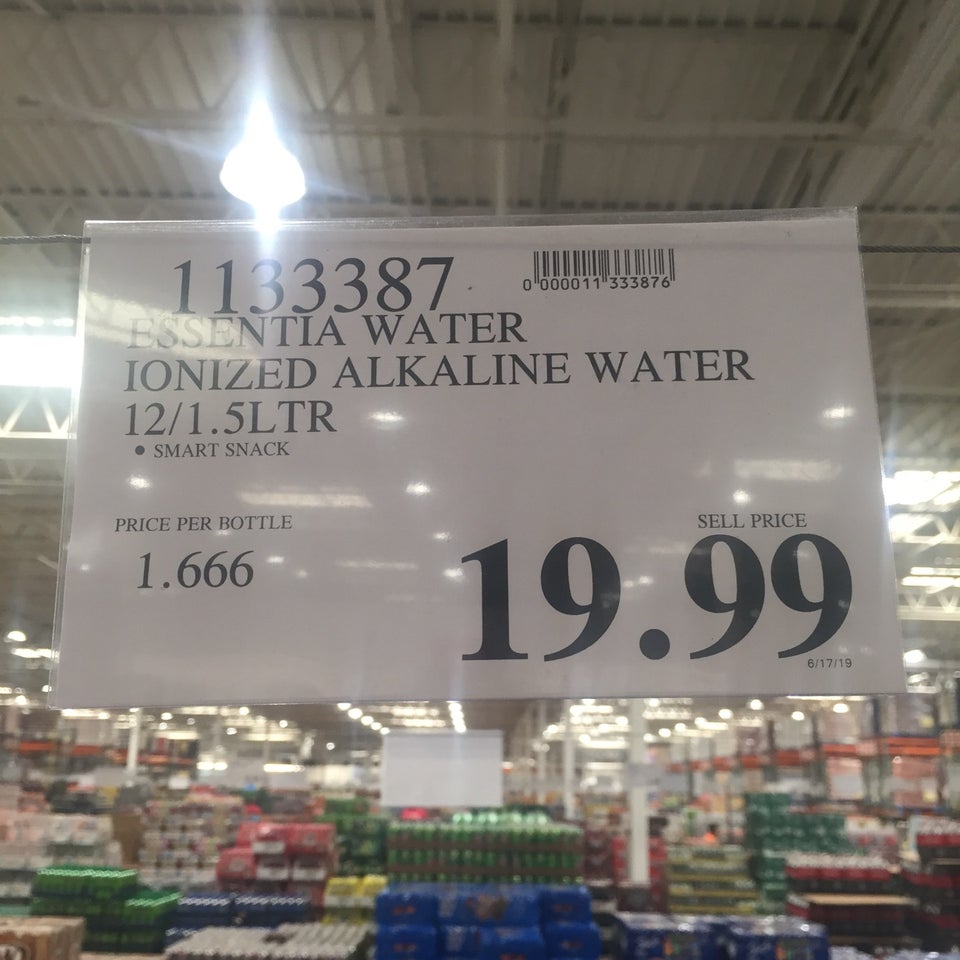 1133387
0 000011 333876
ESSENTIA WATER
IONIZED ALKALINE WATER
12/1.5LTR
• SMART SNACK
PRICE PER BOTTLE
1.666
SELL PRICE
19.99
6/17/19